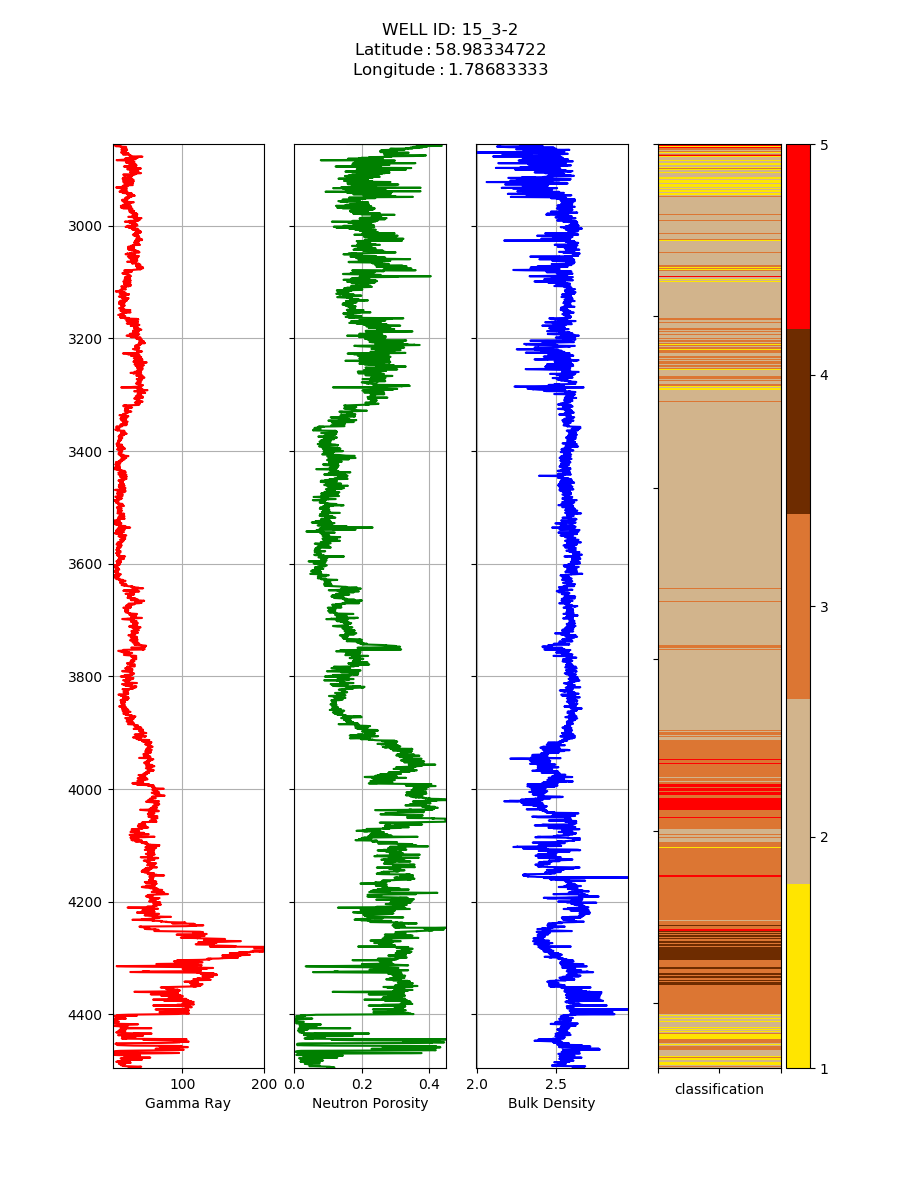 WELL ID: 15_3-2
Latitude : 58.98334722
Longitude : 1.78683333
3000
3200
3400
3600
3800
4000
4200
4400
100 200
Gamma Ray
0.0 0.2 0.4
Neutron Porosity
2.0 2.5
Bulk Density
classification
5
4
3
2
1